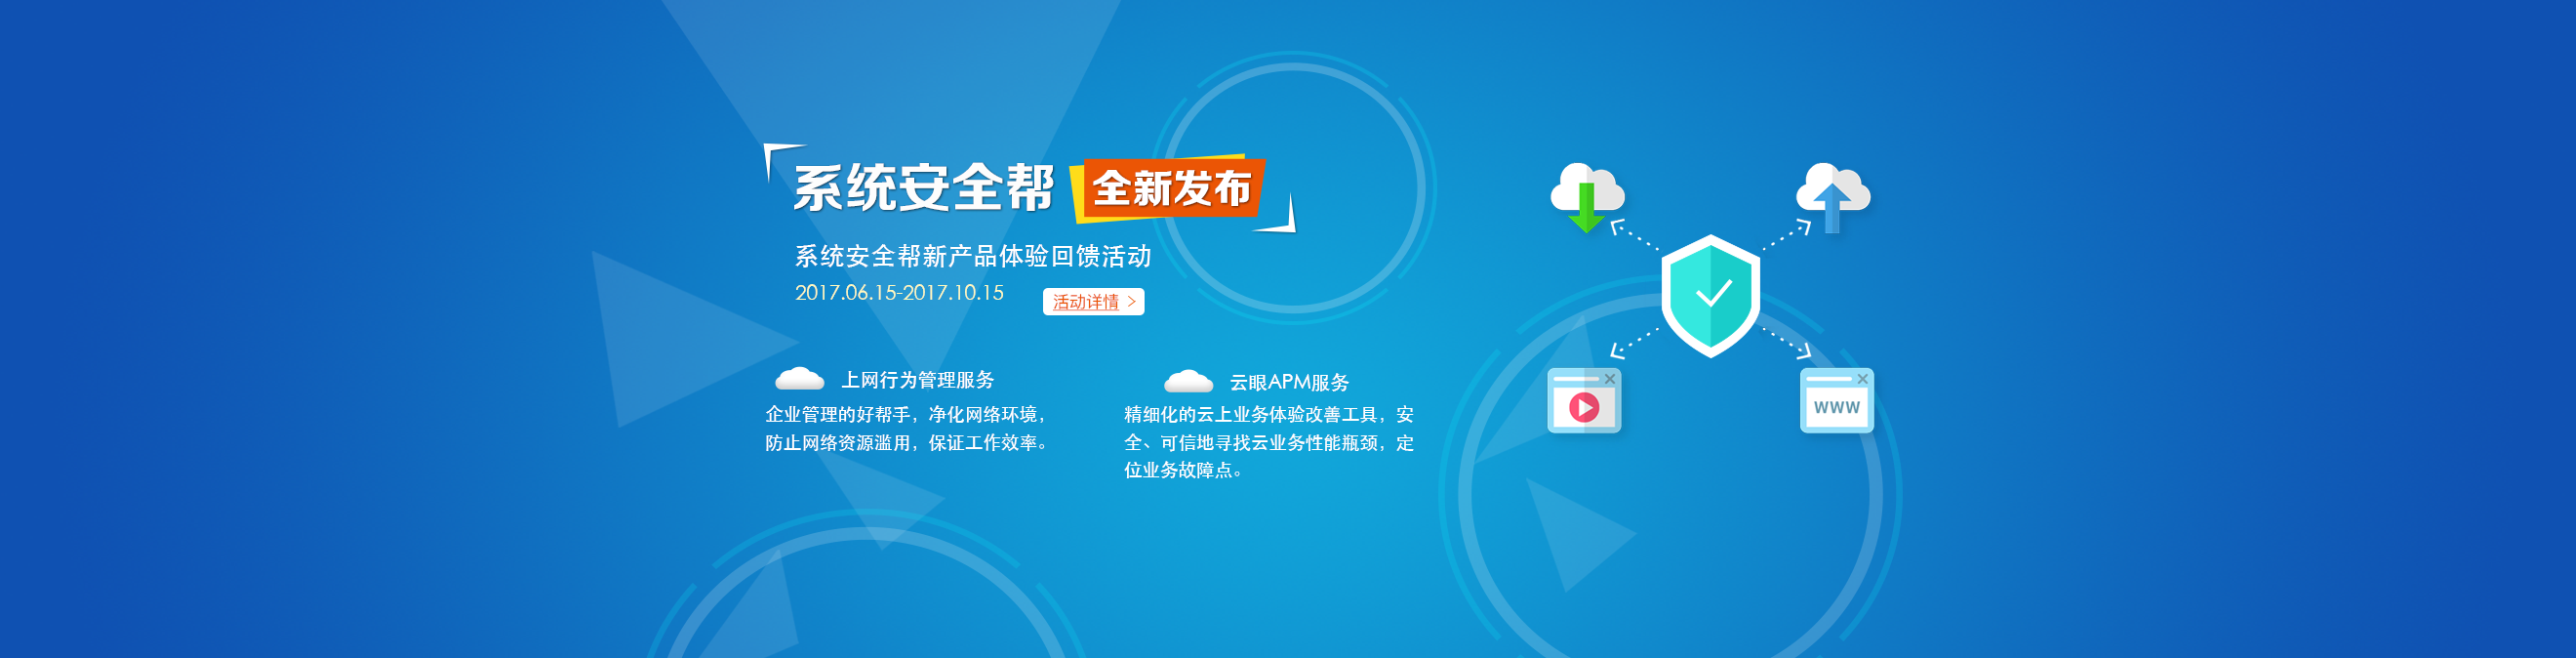 系统安全帮 全新发布
系统安全帮新产品体验回馈活动
2017.06.15-2017.10.15
活动详情 >
上网行为管理服务
企业管理的好帮手，净化网络环境，
防止网络资源滥用，保证工作效率。
云眼APM服务
精细化的云上业务体验改善工具，安
全、可信地寻找云业务性能瓶颈，定
位业务故障点。
WWW